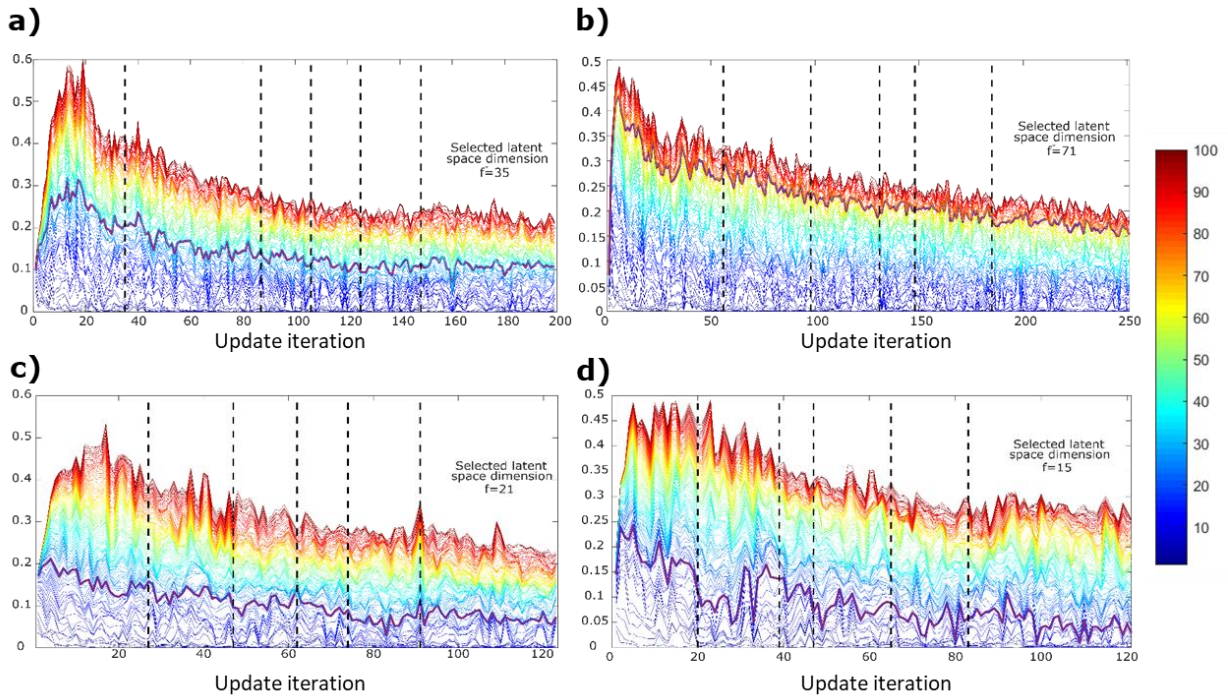 a)
0.6
0.5
0.4
0.3
0.2
0.1
0
0 20 40 60 80 100 120 140 160 180 200
Update iteration
Selected latent
space dimension
f=35
b)
0.5
0.45
0.4
0.35
0.3
0.25
0.2
0.15
0.1
0.05
0
0 50 100 150 200 250
Update iteration
Selected latent
space dimension
f=71
c)
0.6
0.5
0.4
0.3
0.2
0.1
0
20 40 60 80 100 120
Update iteration
Selected latent
space dimension
f=21
d)
0.5
0.45
0.4
0.35
0.3
0.25
0.2
0.15
0.1
0.05
0
0 20 40 60 80 100 120
Update iteration
Selected latent
space dimension
f=15
100
90
80
70
60
50
40
30
20
10